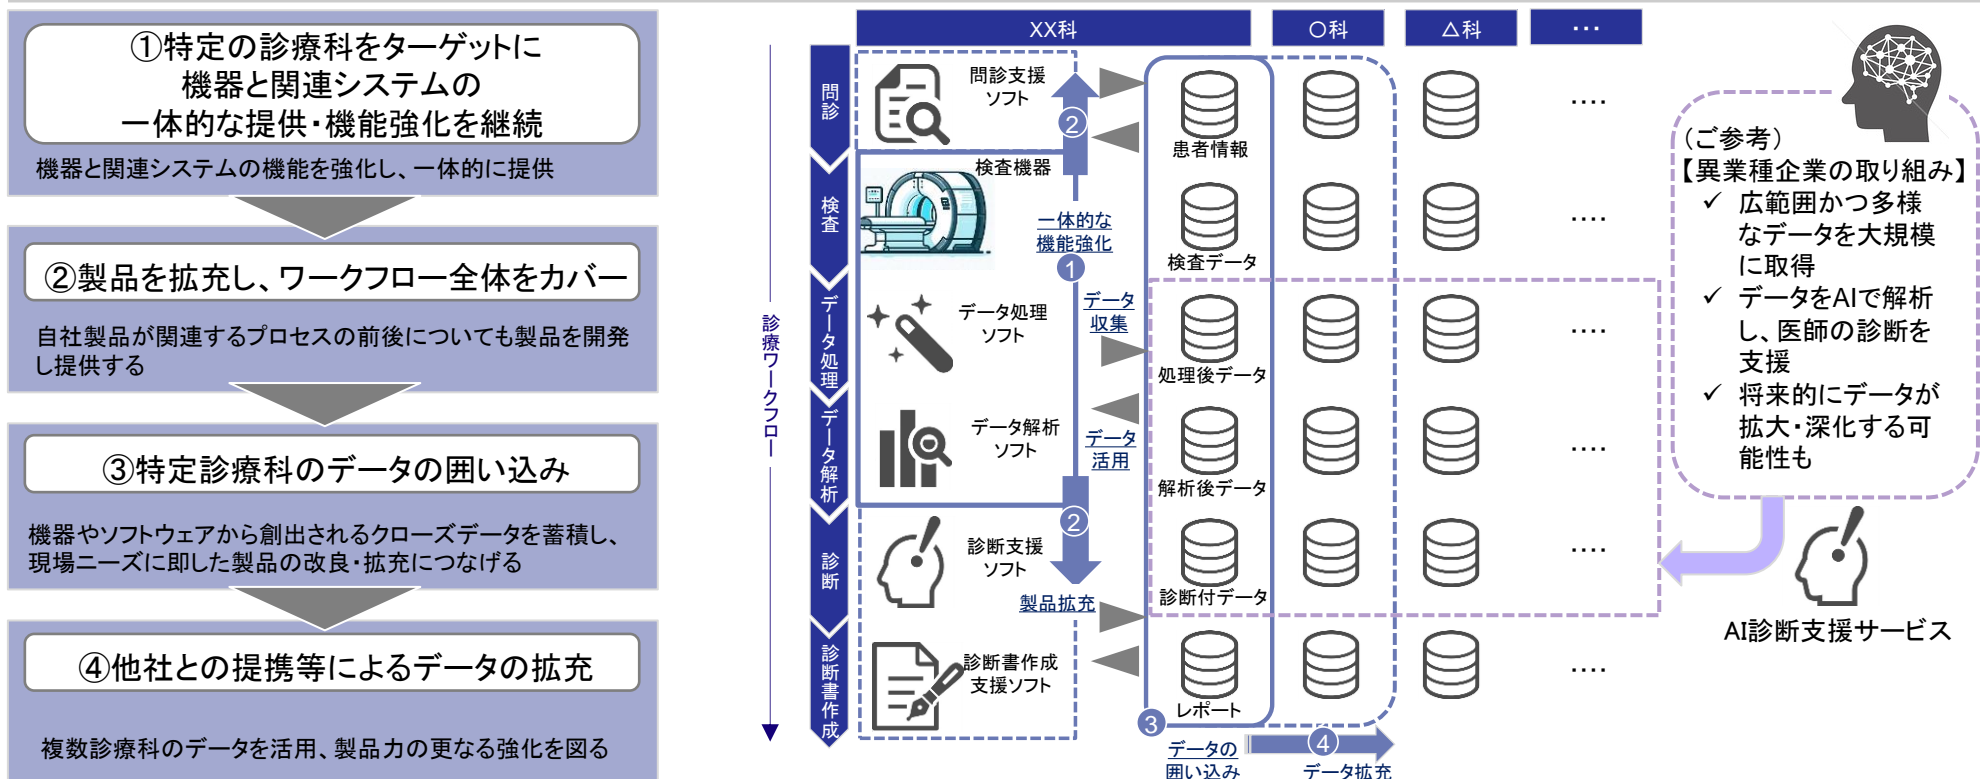 ①特定の診療科をターゲットに
機器と関連システムの
一体的な提供・機能強化を継続
機器と関連システムの機能を強化し、一体的に提供
②製品を拡充し、ワークフロー全体をカバー
自社製品が関連するプロセスの前後についても製品を開発
し提供する
③特定診療科のデータの囲い込み
機器やソフトウェアから創出されるクローズデータを蓄積し、
現場ニーズに即した製品の改良・拡充につなげる
④他社との提携等によるデータの拡充
複数診療科のデータを活用、製品力の更なる強化を図る
診療ワークフロー
XX科
〇科
△科
…
問診
検査
データ処理
データ解析
診断
診断書作成
問診支援
ソフト
検査機器
データ処理
ソフト
データ解析
ソフト
診断支援
ソフト
診断書作成
支援ソフト
②
一体的な
機能強化
①
データ
収集
データ
活用
②
製品拡充
患者情報
検査データ
処理後データ
解析後データ
診断付データ
レポート
....
....
....
....
....
....
③
データの
囲い込み
④
データ拡充
(ご参考)
【異業種企業の取り組み】
✓ 広範囲かつ多様
なデータを大規模
に取得
✓ データをAIで解析
し、医師の診断を
支援
✓ 将来的にデータが
拡大・深化する可
能性も
AI診断支援サービス